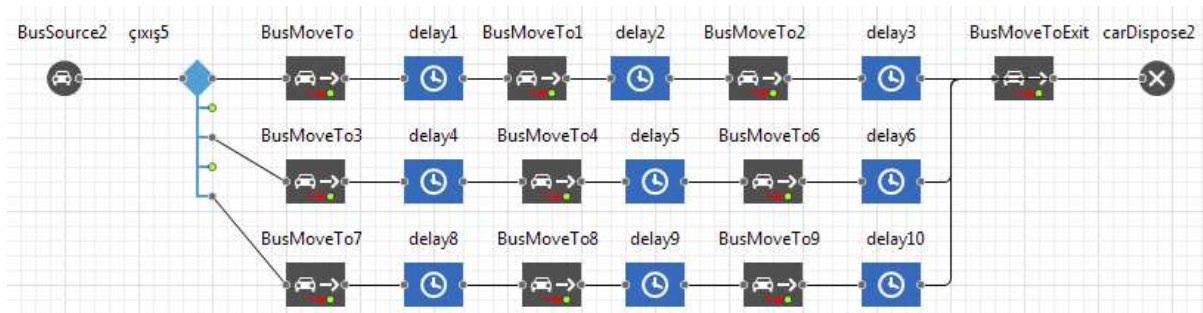 BusSource2 çıxış5 BusMoveTo delay1 BusMoveTo1 delay2 BusMoveTo2 delay3 BusMoveToExit carDispose2
BusMoveTo3 delay4 BusMoveTo4 delay5 BusMoveTo6 delay6
BusMoveTo7 delay8 BusMoveTo8 delay9 BusMoveTo9 delay10